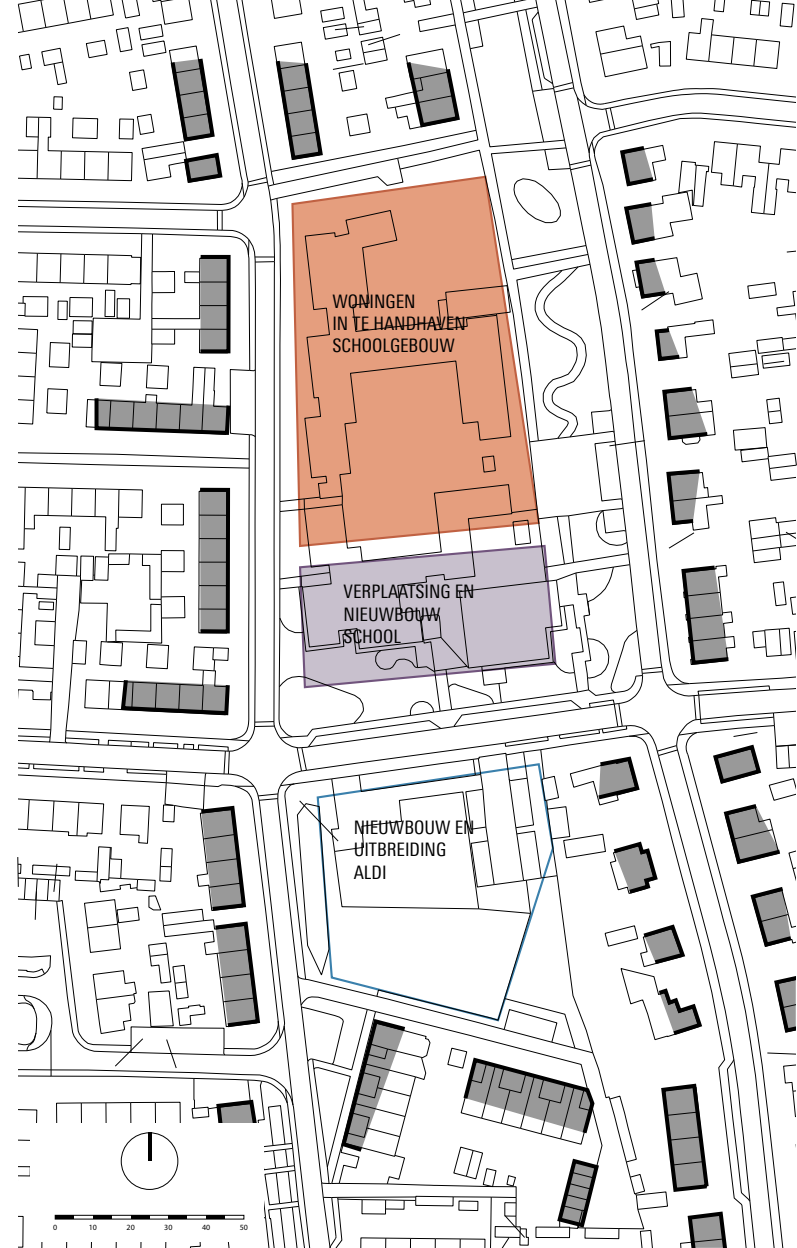 WONINGEN
IN TE HANDHAVEN
SCHOOLGEBOUW
VERPLAATSING EN
NIEUWBOUW
SCHOOL
NIEUWBOUW EN
UITBREIDING
ALDI
0 10 20 30 40 50